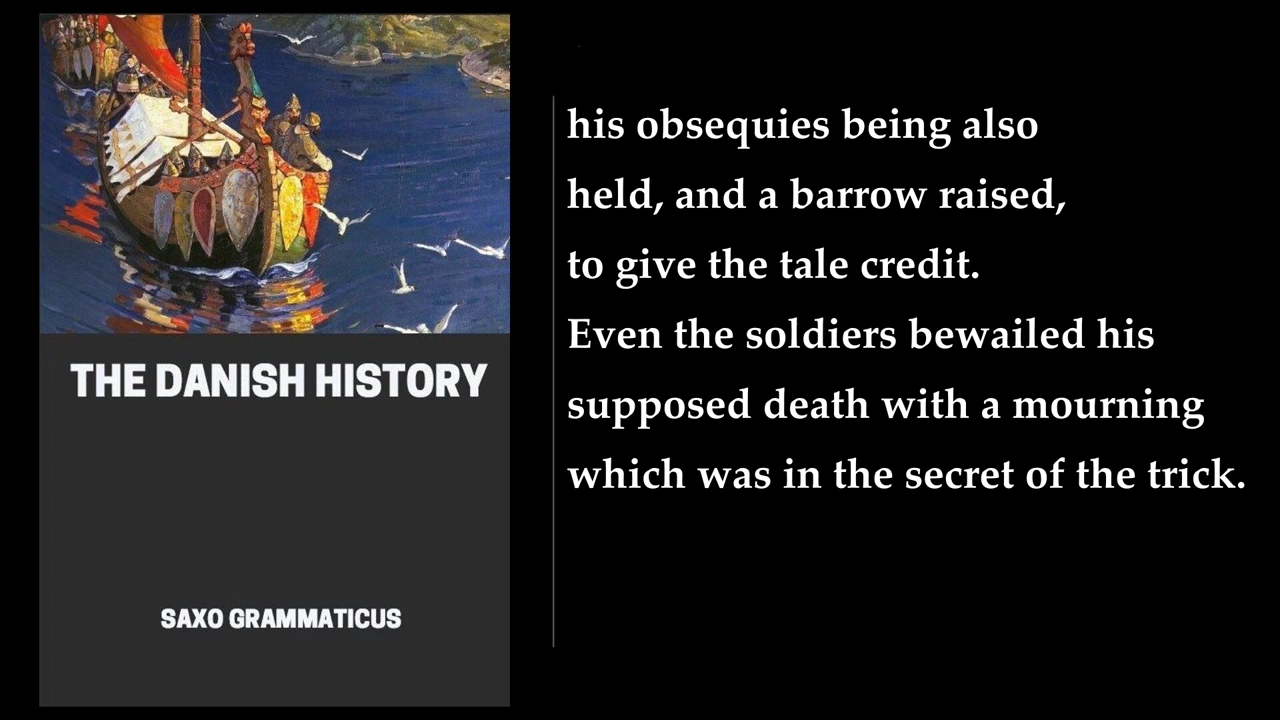 THE DANISH HISTORY
SAXO GRAMMATICUS
his obsequies being also
held, and a barrow raised,
to give the tale credit.
Even the soldiers bewailed his
supposed death with a mourning
which was in the secret of the trick.